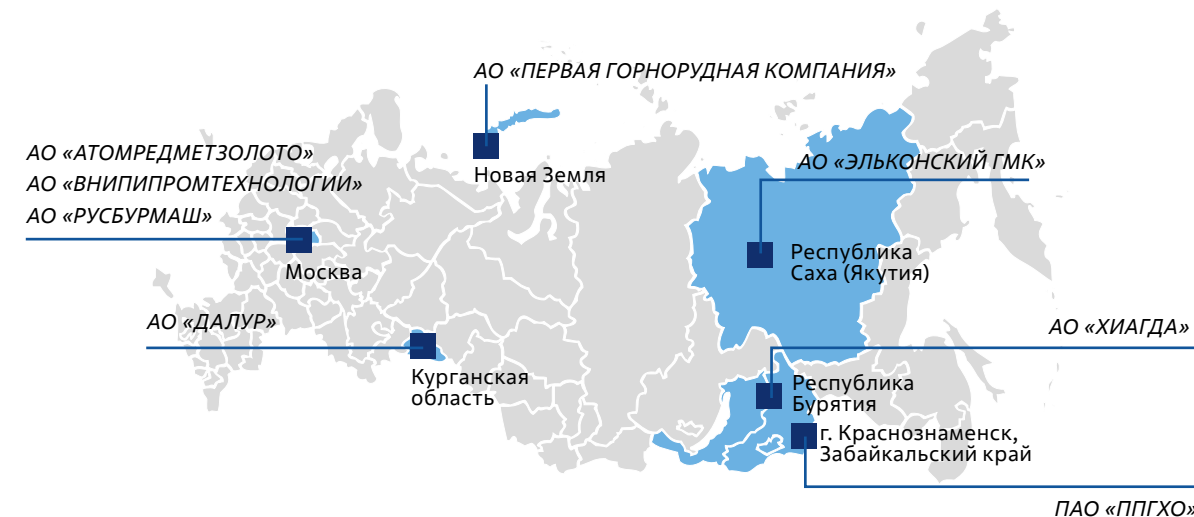 АО «ПЕРВАЯ ГОРНОРУДНАЯ КОМПАНИЯ»
Новая Земля
АО «АТОМРЕДМЕТЗОЛОТО»
АО «ВНИПИПРОМТЕХНОЛОГИИ»
АО «РУСБУРМАШ»
Москва
АО «ЭЛЬКОНСКИЙ ГМК»
Республика
Саха (Якутия)
АО «ДАЛУР»
Курганская
область
АО «ХИАГДА»
Республика
Бурятия
г. Краснознаменск,
Забайкальский край
ПАО «ППГХО»